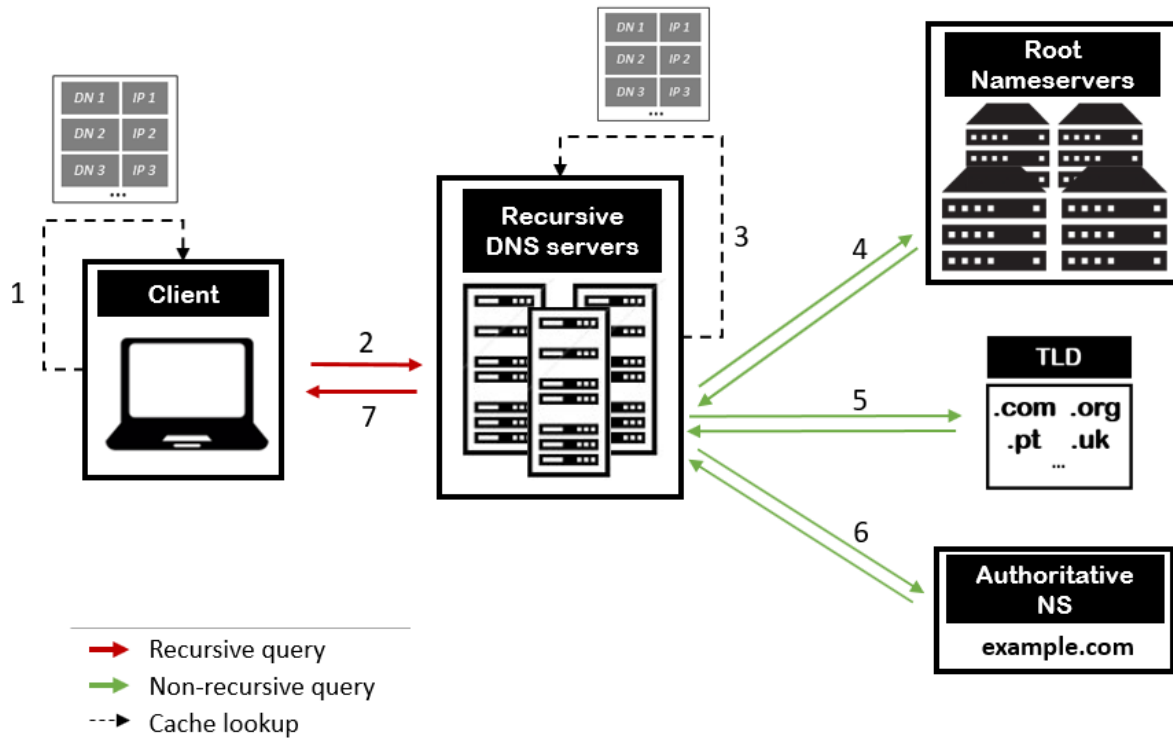 DN 1 IP 1
DN 2 IP 2
DN 3 IP 3
...
DN 1 IP 1
DN 2 IP 2
DN 3 IP 3
...
Root
Nameservers
Recursive
DNS servers
3
4
1
Client
2
7
TLD
.com .org
.pt .uk
...
5
6
Authoritative
NS
example.com
Recursive query
Non-recursive query
Cache lookup